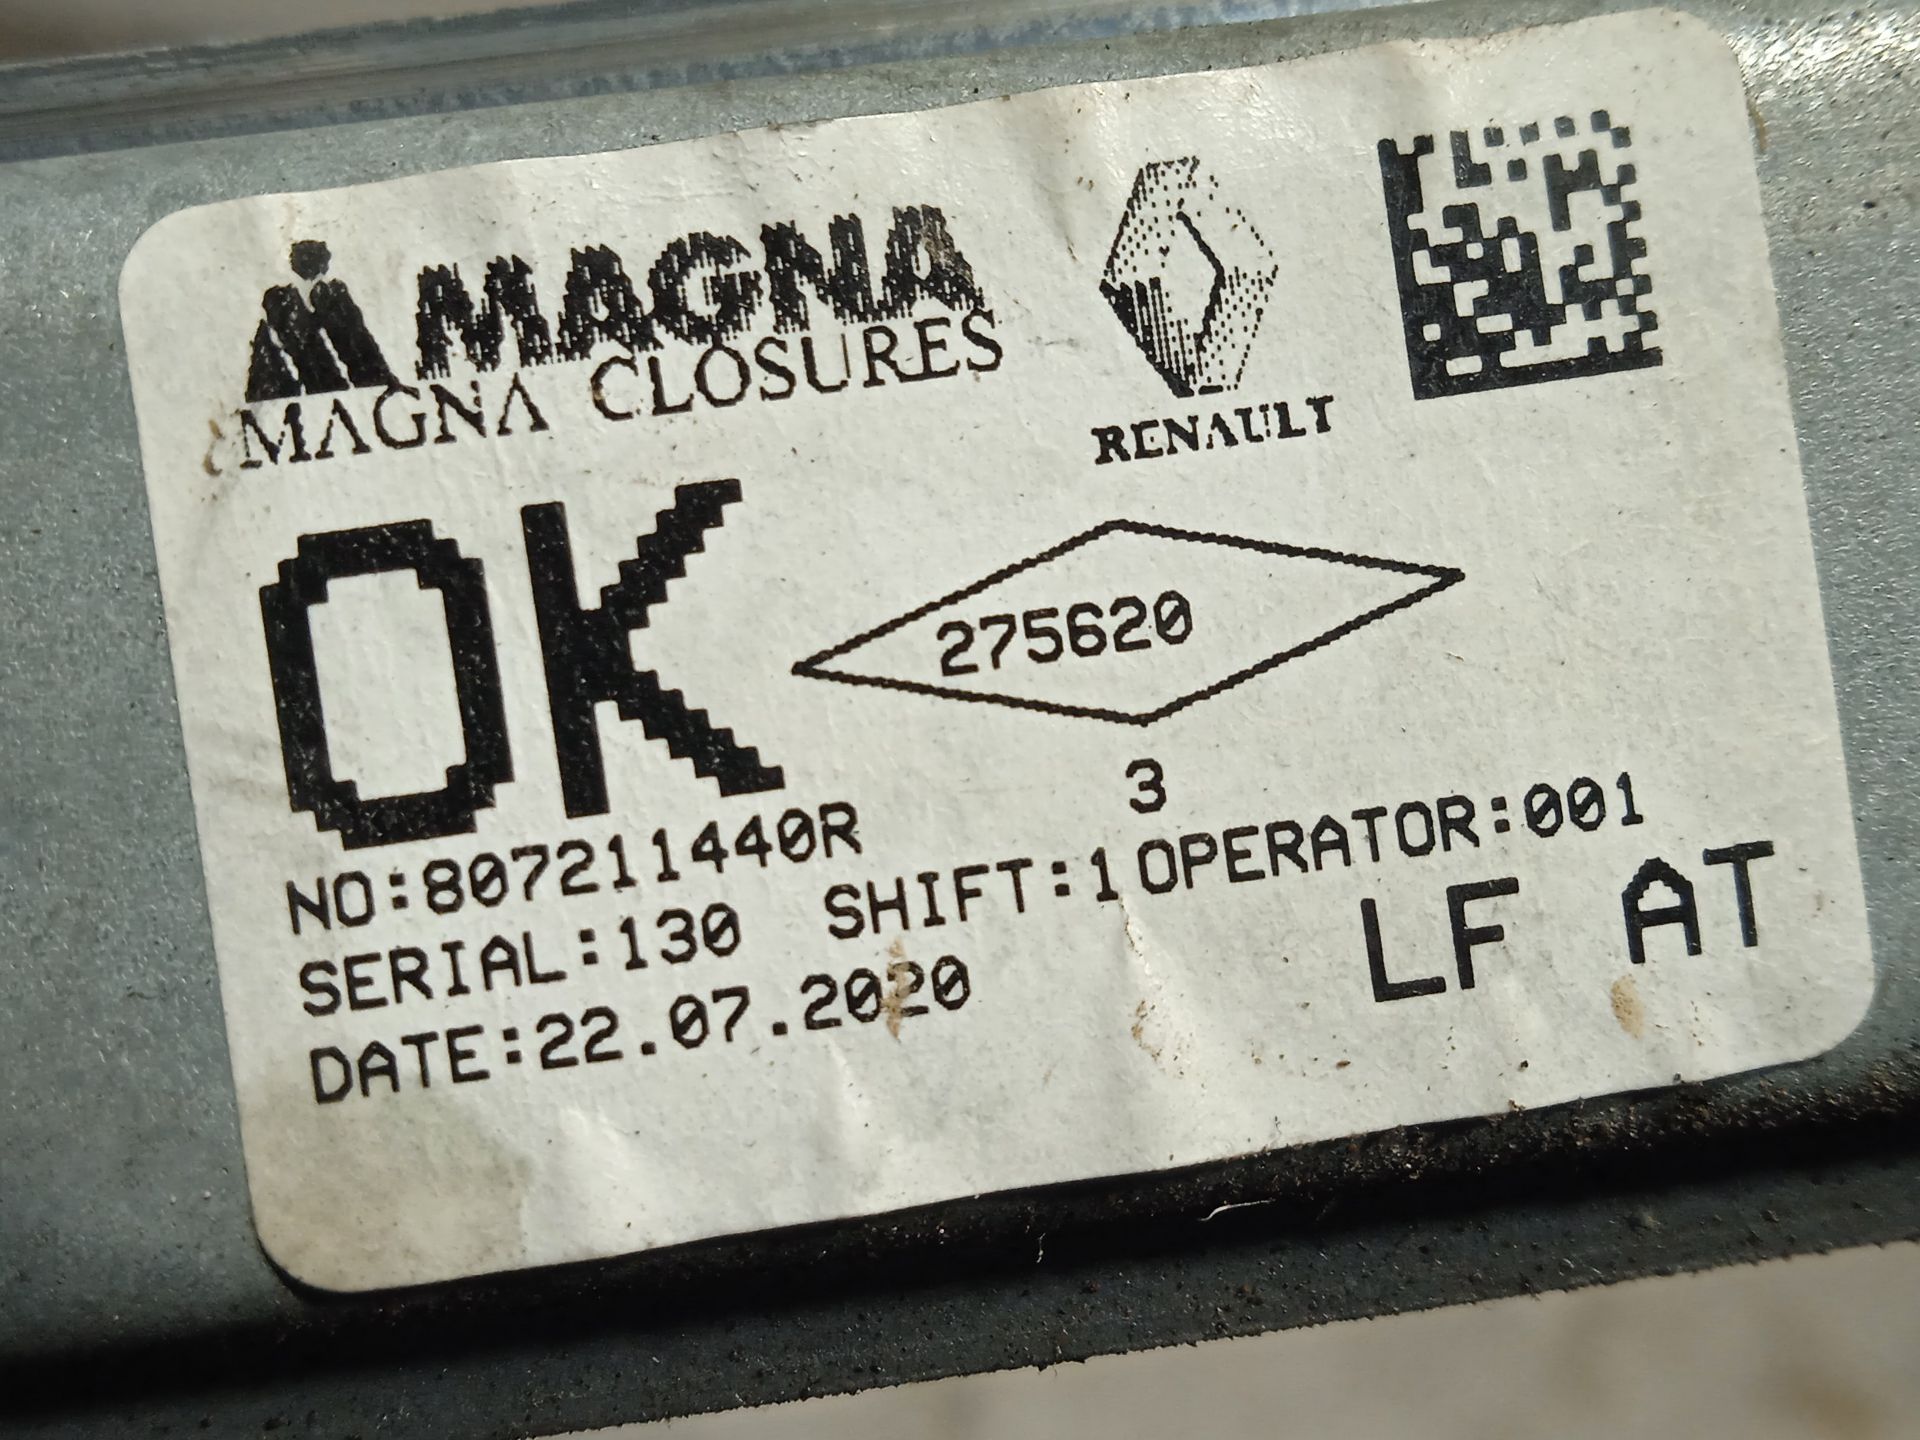 MAGNA
MAGNA CLOSURES
RENAULT
OK
275620
3
NO:807211440R
SERIAL:130 SHIFT:1 OPERATOR:001
DATE:22.07.2020
LF AT